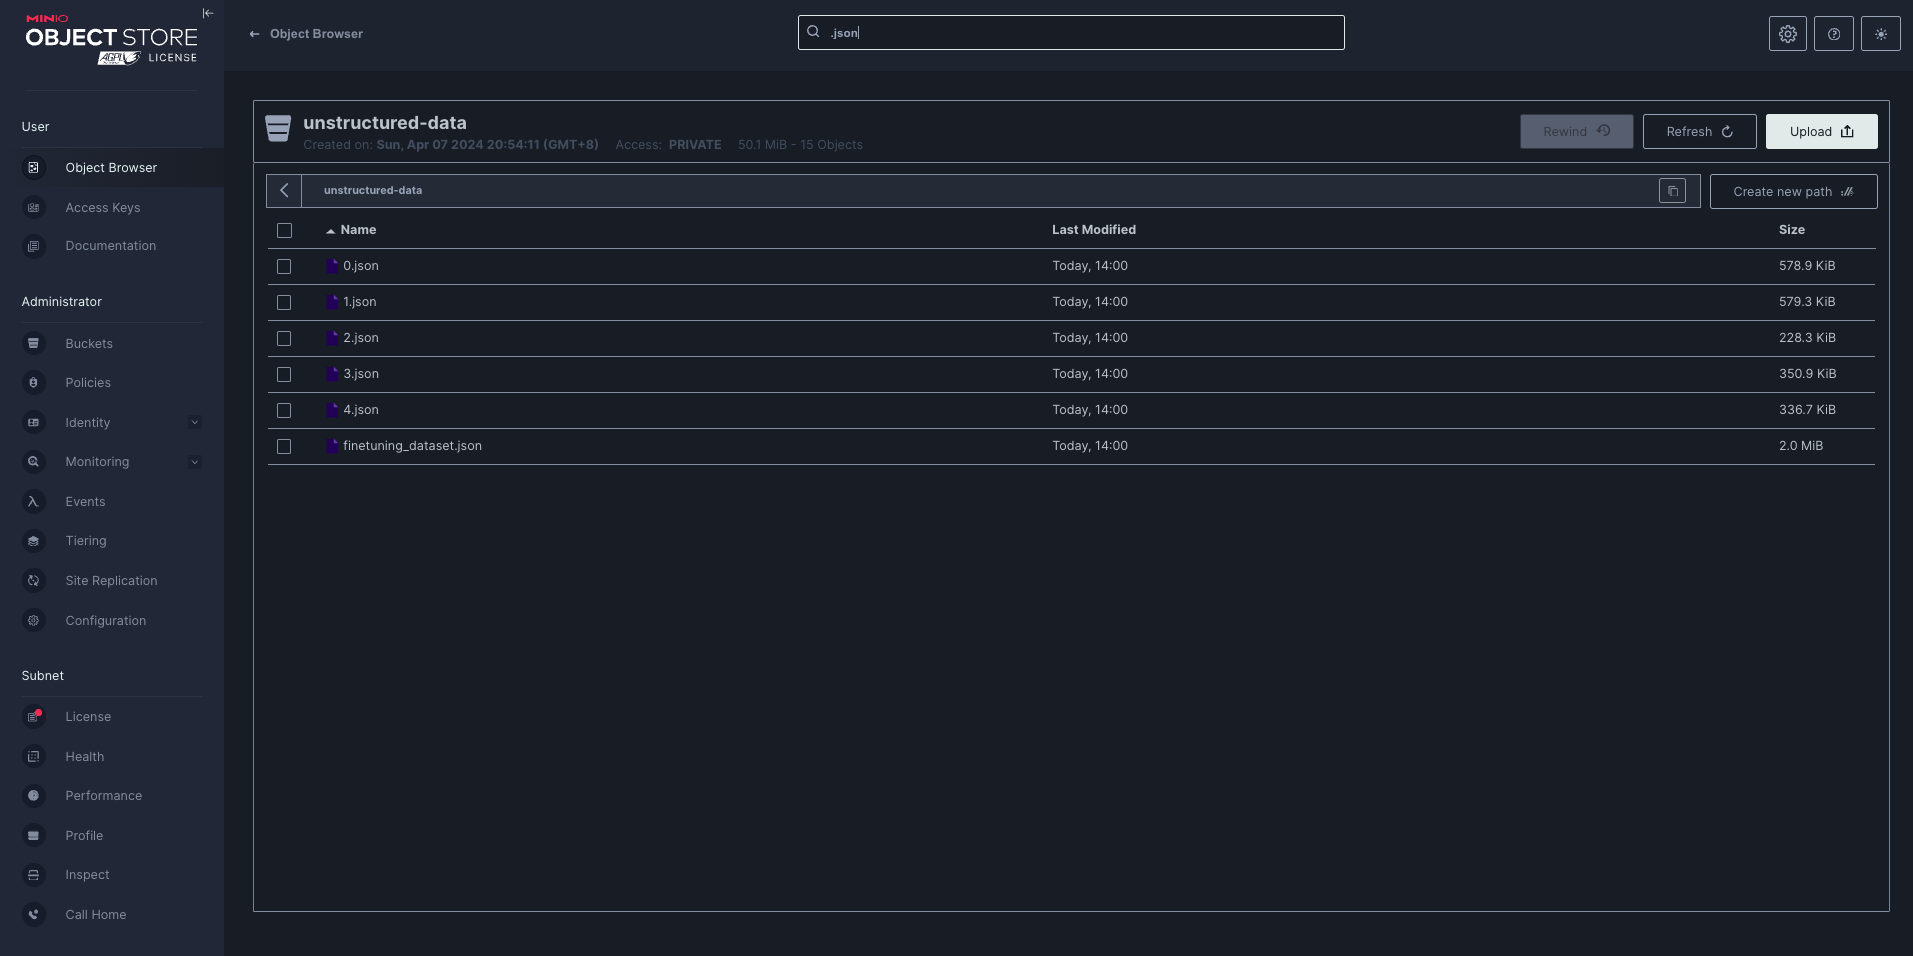 MINIO
OBJECT STORE
AGPLv3 LICENSE
User
Object Browser
Access Keys
Documentation
Administrator
Buckets
Policies
Identity
Monitoring
Events
Tiering
Site Replication
Configuration
Subnet
License
Health
Performance
Profile
Inspect
Call Home
Object Browser
.json
unstructured-data
Created on: Sun, Apr 07 2024 20:54:11 (GMT+8) Access: PRIVATE 50.1 MiB - 15 Objects
Rewind Refresh Upload
unstructured-data
Create new path
Name Last Modified Size
0.json Today, 14:00 578.9 KiB
1.json Today, 14:00 579.3 KiB
2.json Today, 14:00 228.3 KiB
3.json Today, 14:00 350.9 KiB
4.json Today, 14:00 336.7 KiB
finetuning_dataset.json Today, 14:00 2.0 MiB